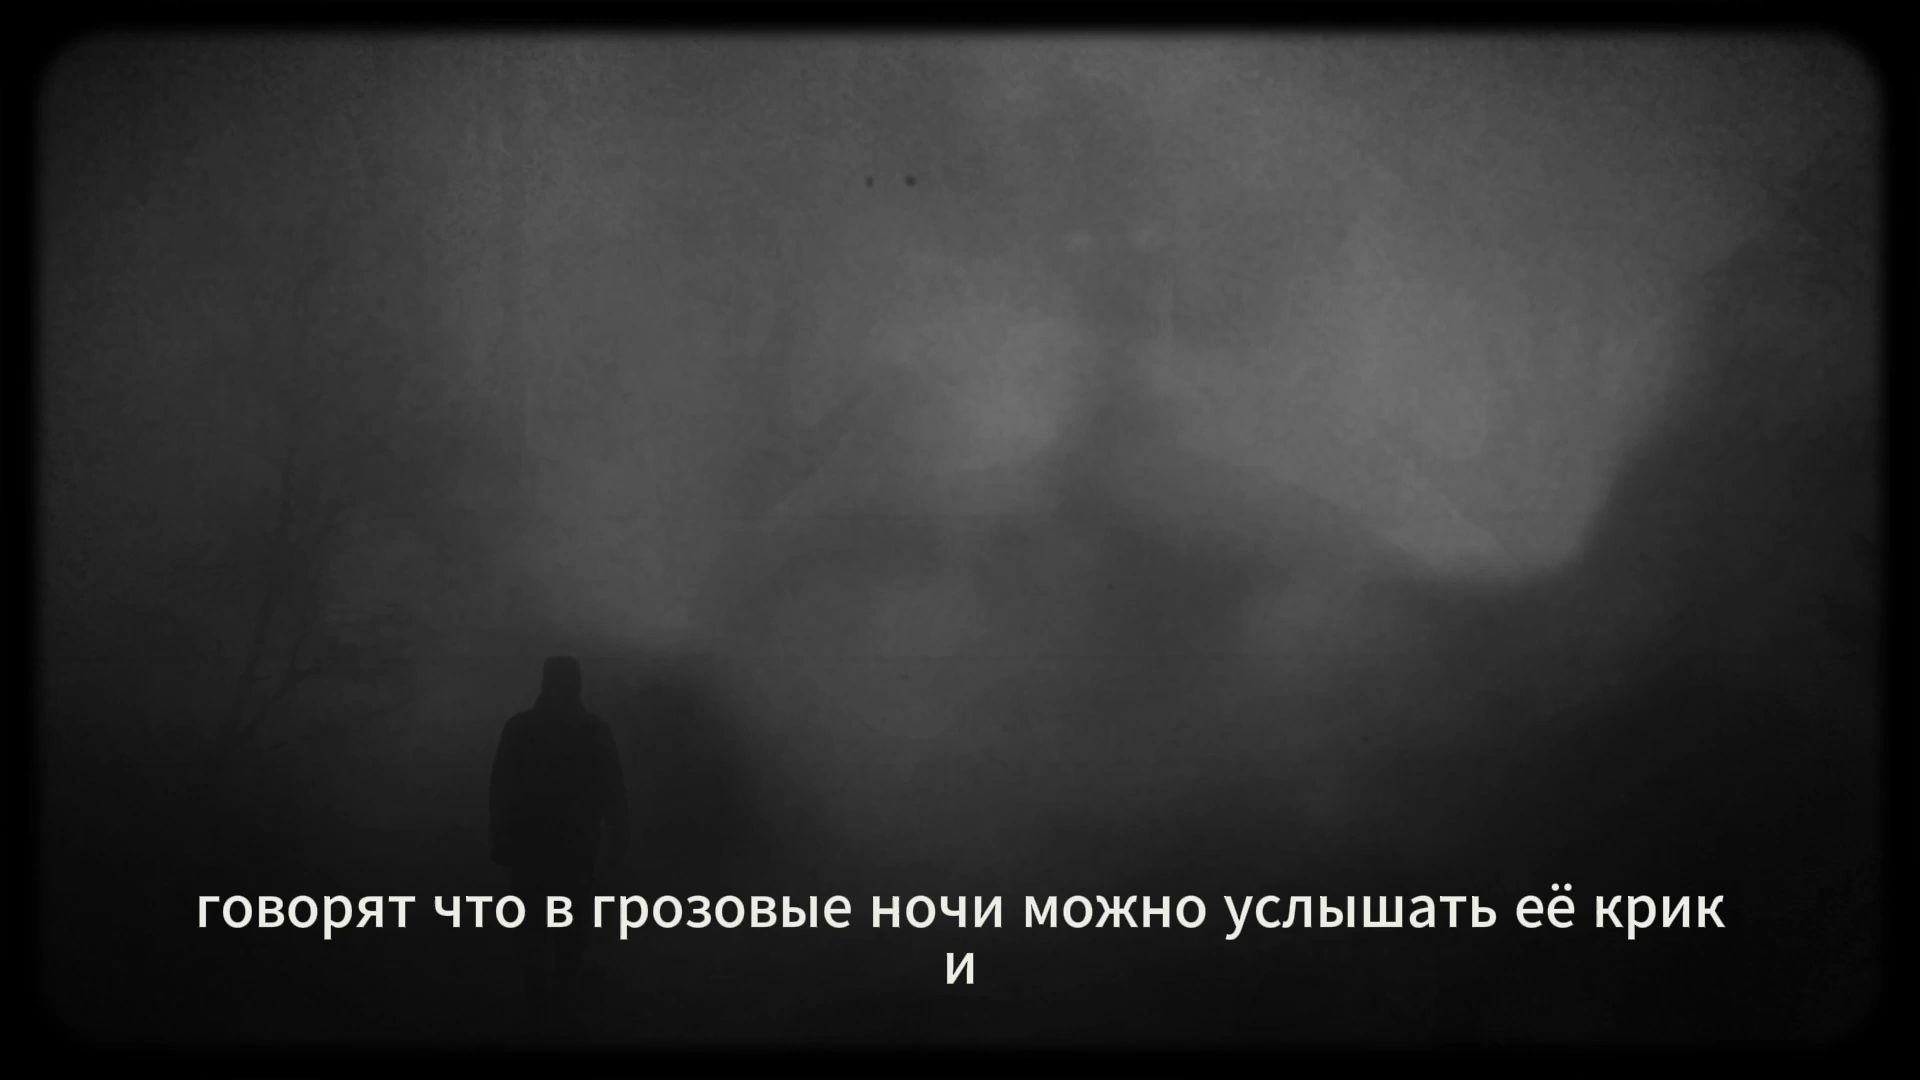 говорят что в грозовые ночи можно услышать её крик
и